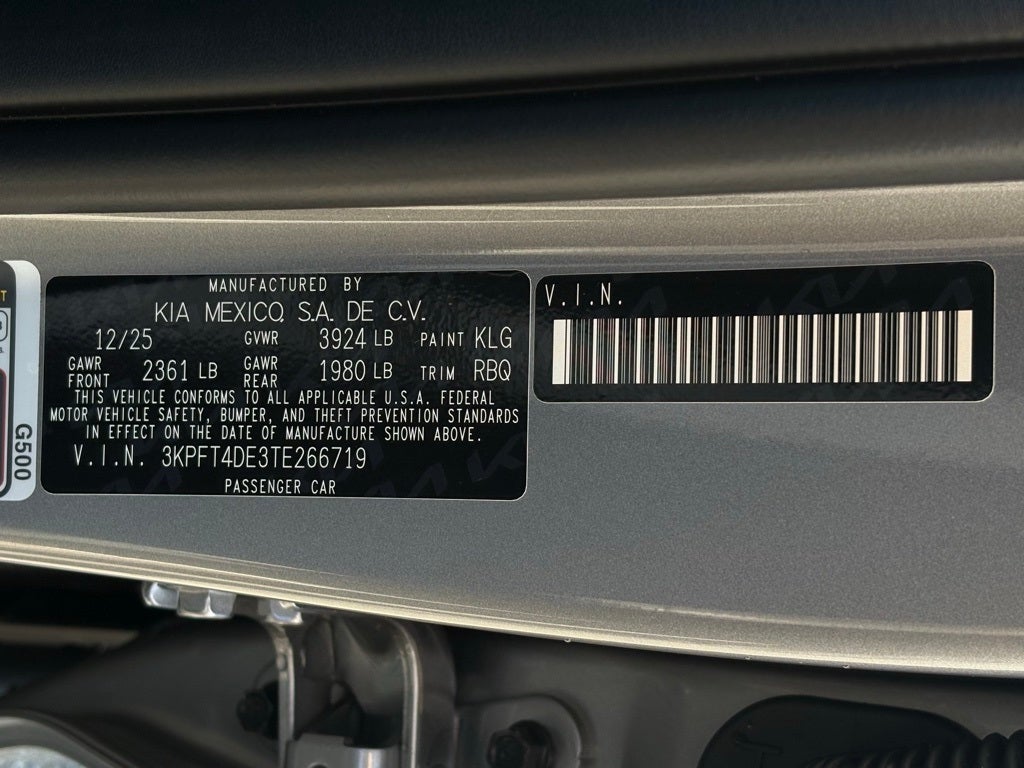 MANUFACTURED BY
KIA MEXICO, S.A. DE C.V.
12/25 GVWR 3924 LB PAINT KLG
GAWR FRONT 2361 LB GAWR REAR 1980 LB TRIM RBQ
THIS VEHICLE CONFORMS TO ALL APPLICABLE U.S.A. FEDERAL
MOTOR VEHICLE SAFETY, BUMPER, AND THEFT PREVENTION STANDARDS
IN EFFECT ON THE DATE OF MANUFACTURE SHOWN ABOVE.
V.I.N. 3KPFT4DE3TE266719
PASSENGER CAR
V.I.N.
G500